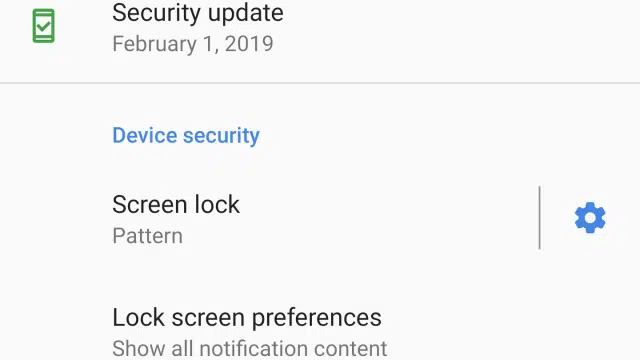 Security update
February 1, 2019
Device security
Screen lock
Pattern
Lock screen preferences
Show all notification content